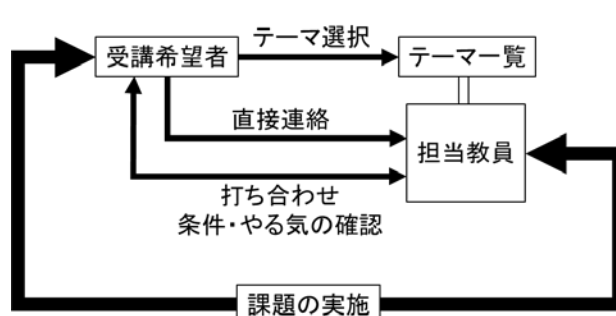 テーマ選択
受講希望者
テーマ一覧
直接連絡
担当教員
打ち合わせ
条件・やる気の確認
課題の実施